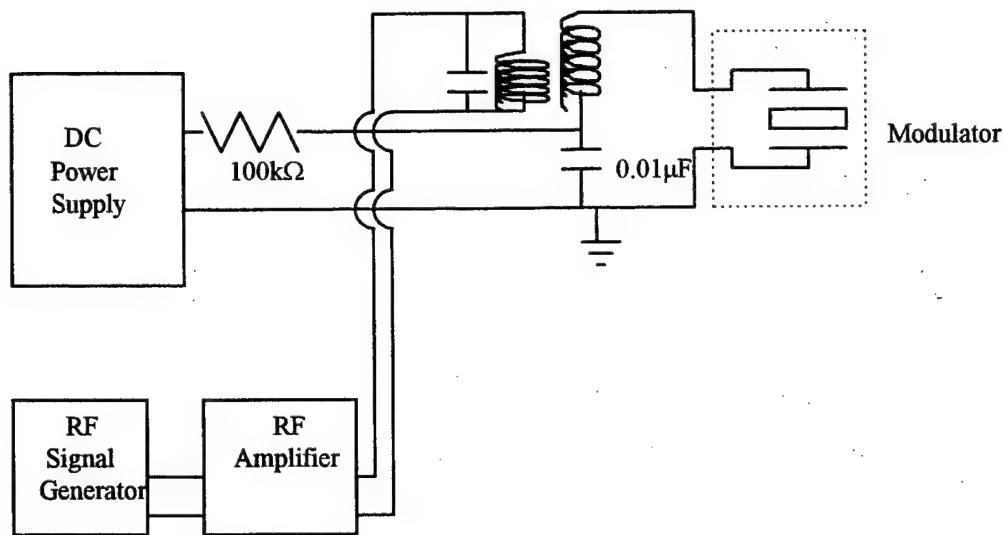 DC
Power
Supply
100kΩ
0.01μF
Modulator
RF
Signal
Generator
RF
Amplifier